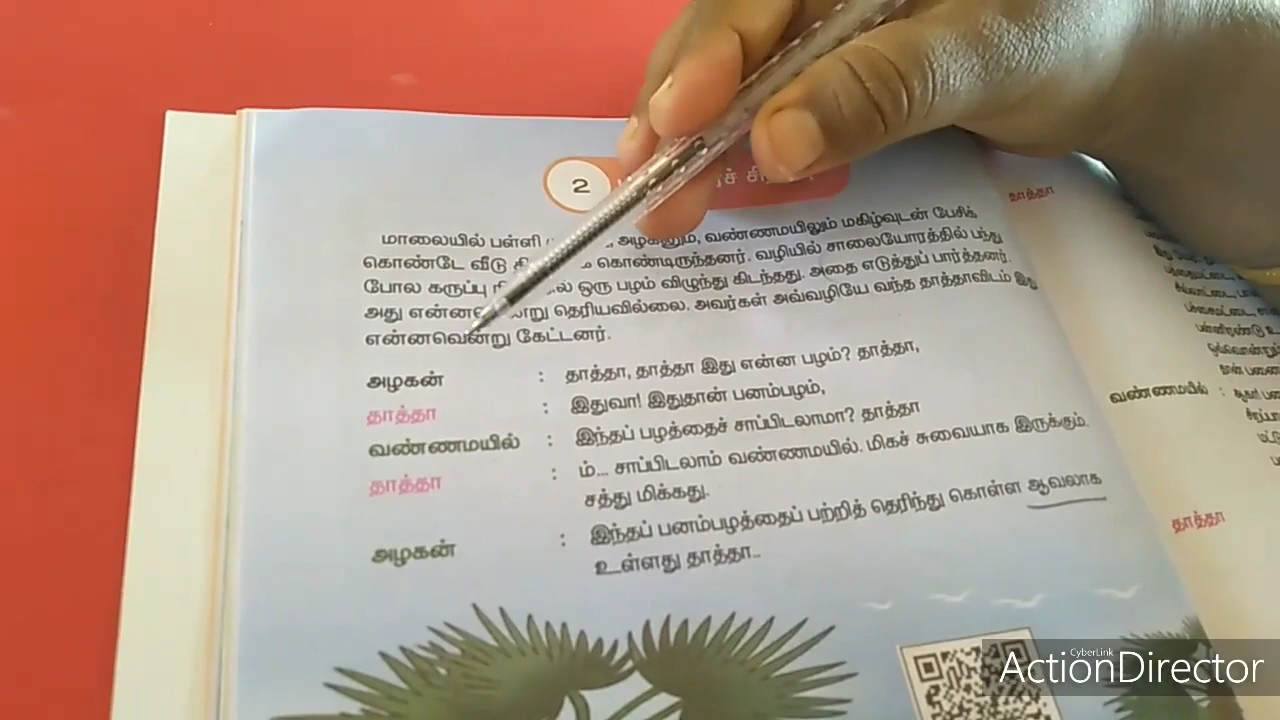 2
மாலையில் பள்ளி அழகனும், வண்ணமயிலும் மகிழ்வுடன் பேசிக்
கொண்டே வீடு கொண்டிருந்தனர். வழியில் சாலையோரத்தில் பந்து
போல கருப்பு ஒரு பழம் விழுந்து கிடந்தது. அதை எடுத்துப் பார்த்தனர்.
அது தெரியவில்லை. அவர்கள் அவ்வழியே வந்த தாத்தாவிடம் இது
என்னவென்று கேட்டனர்.
அழகன் : தாத்தா, தாத்தா இது என்ன பழம்? தாத்தா,
தாத்தா : இதுவா! இதுதான் பனம்பழம்,
வண்ணமயில் : இந்தப் பழத்தைச் சாப்பிடலாமா? தாத்தா
தாத்தா : ம்... சாப்பிடலாம் வண்ணமயில். மிகச் சுவையாக இருக்கும்.
சத்து மிக்கது.
அழகன் : இந்தப் பனம்பழத்தைப் பற்றித் தெரிந்து கொள்ள ஆவலாக
உள்ளது தாத்தா..
தாத்தா
வண்ணமயில் :
தாத்தா
CyberLink
ActionDirector